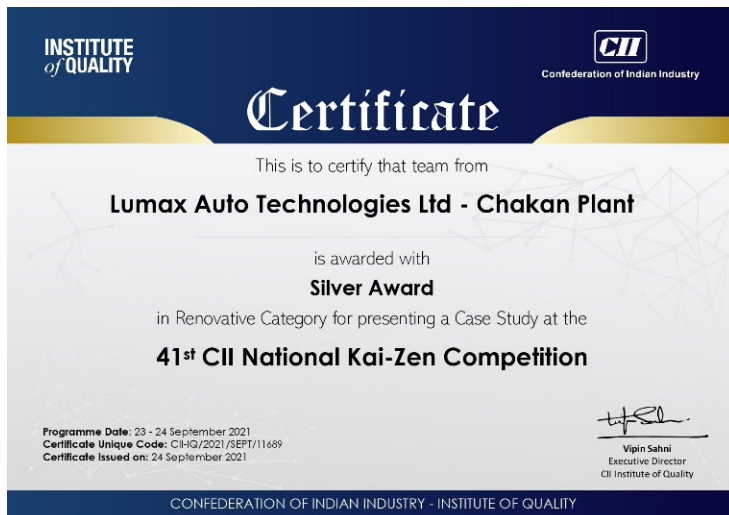 INSTITUTE
of QUALITY
CII
Confederation of Indian Industry
Certificate
This is to certify that team from
Lumax Auto Technologies Ltd - Chakan Plant
is awarded with
Silver Award
in Renovative Category for presenting a Case Study at the
41st CII National Kai-Zen Competition
Programme Date: 23 - 24 September 2021
Certificate Unique Code: CII-IQ/2021/SEPT/11689
Certificate Issued on: 24 September 2021
Vipin Sahni
Executive Director
CII Institute of Quality
CONFEDERATION OF INDIAN INDUSTRY - INSTITUTE OF QUALITY